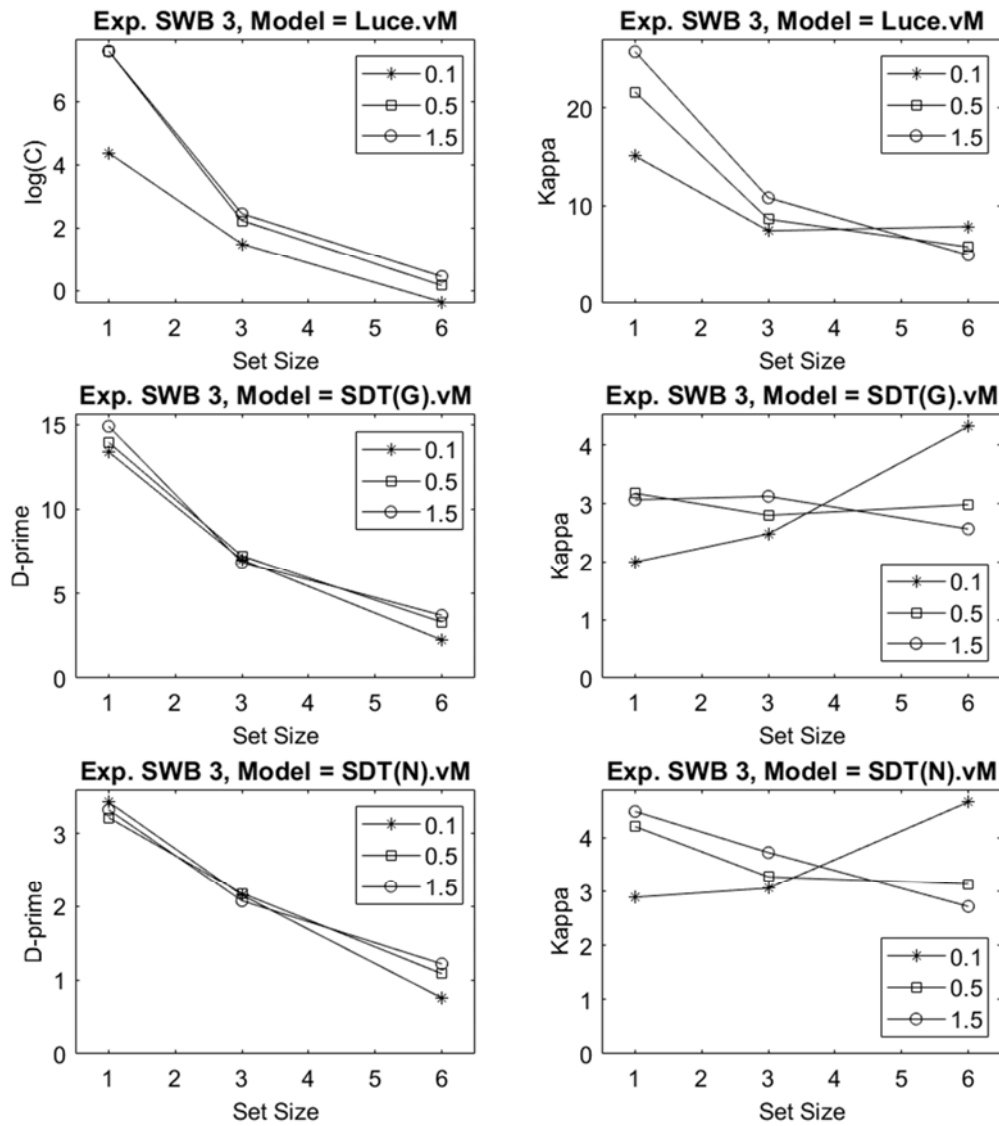 Exp. SWB 3, Model = Luce.vM
log(C)
6
4
2
0
1 2 3 4 5 6
Set Size
0.1
0.5
1.5
Exp. SWB 3, Model = Luce.vM
Kappa
20
10
0
1 2 3 4 5 6
Set Size
0.1
0.5
1.5
Exp. SWB 3, Model = SDT(G).vM
D-prime
15
10
5
0
1 2 3 4 5 6
Set Size
0.1
0.5
1.5
Exp. SWB 3, Model = SDT(G).vM
Kappa
4
3
2
1
0
1 2 3 4 5 6
Set Size
0.1
0.5
1.5
Exp. SWB 3, Model = SDT(N).vM
D-prime
3
2
1
0
1 2 3 4 5 6
Set Size
0.1
0.5
1.5
Exp. SWB 3, Model = SDT(N).vM
Kappa
4
3
2
1
0
1 2 3 4 5 6
Set Size
0.1
0.5
1.5